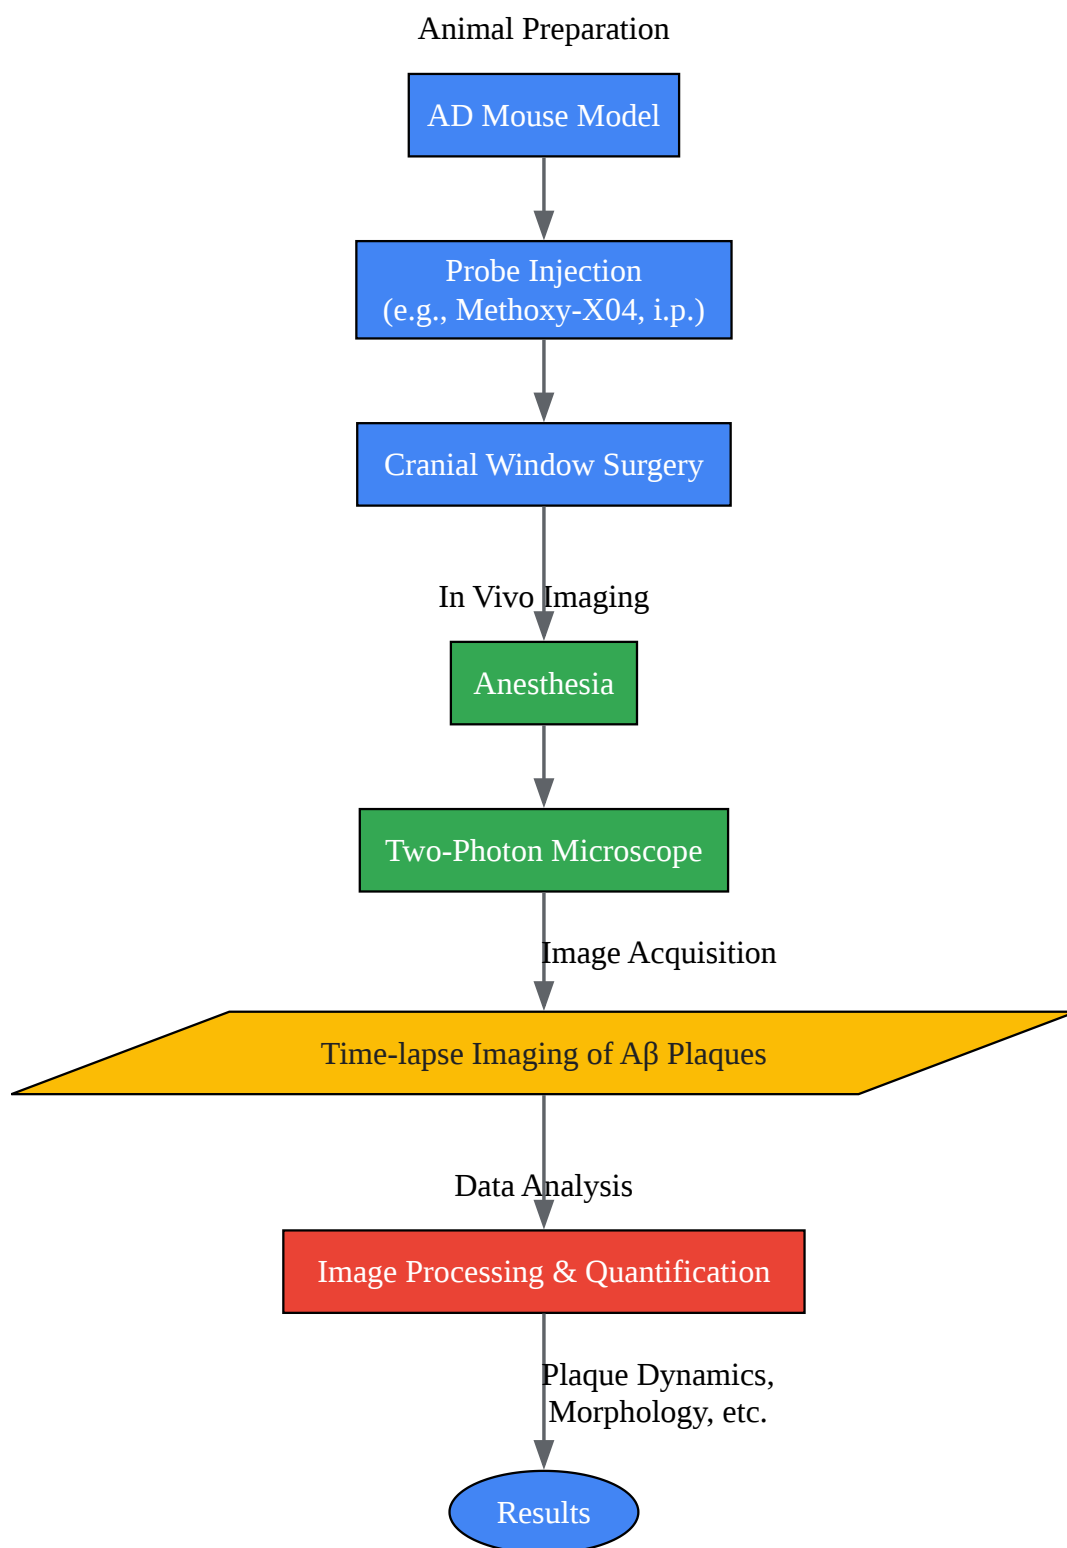 Animal Preparation
AD Mouse Model
Probe Injection
(e.g., Methoxy-X04, i.p.)
Cranial Window Surgery
In Vivo Imaging
Anesthesia
Two-Photon Microscope
Image Acquisition
Time-lapse Imaging of Aβ Plaques
Data Analysis
Image Processing & Quantification
Plaque Dynamics,
Morphology, etc.
Results